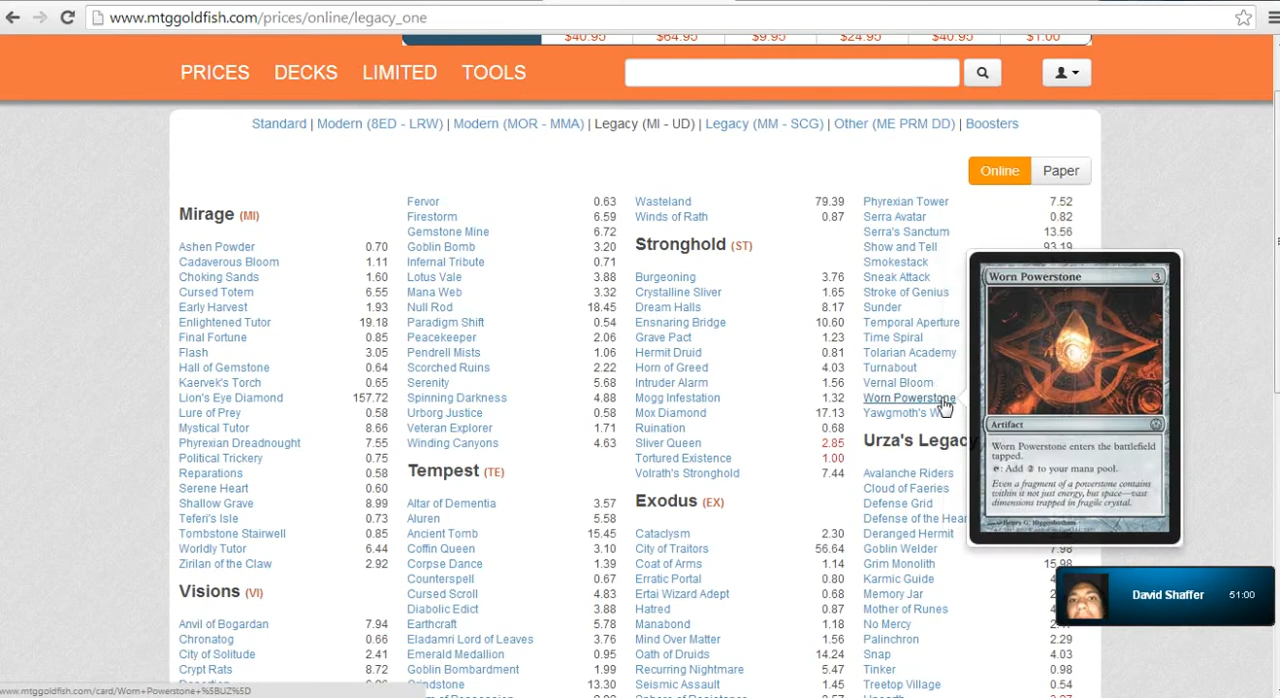 www.mtggoldfish.com/prices/online/legacy_one
$40.95 $64.95 $9.95 $24.95 $40.95 $1.00
PRICES DECKS LIMITED TOOLS
Standard | Modern (8ED - LRW) | Modern (MOR - MMA) | Legacy (MI - UD) | Legacy (MM - SCG) | Other (ME PRM DD) | Boosters
Online Paper
Mirage (MI)
Ashen Powder 0.70
Cadaverous Bloom 1.11
Choking Sands 1.60
Cursed Totem 6.55
Early Harvest 1.93
Enlightened Tutor 19.18
Final Fortune 0.85
Flash 3.05
Hall of Gemstone 0.64
Kaervek's Torch 0.65
Lion's Eye Diamond 157.72
Lure of Prey 0.58
Mystical Tutor 8.66
Phyrexian Dreadnought 7.55
Political Trickery 0.75
Reparations 0.58
Serene Heart 0.60
Shallow Grave 8.99
Teferi's Isle 0.73
Tombstone Stairwell 0.85
Worldly Tutor 6.44
Zirilan of the Claw 2.92
Visions (VI)
Anvil of Bogardan 7.94
Chronatog 0.66
City of Solitude 2.41
Crypt Rats 8.72
Fervor 0.63
Firestorm 6.59
Gemstone Mine 6.72
Goblin Bomb 3.20
Infernal Tribute 0.71
Lotus Vale 3.88
Mana Web 3.32
Null Rod 18.45
Paradigm Shift 0.54
Peacekeeper 2.06
Pendrell Mists 1.06
Scorched Ruins 2.22
Serenity 5.68
Spinning Darkness 4.80
Urborg Justice 0.58
Veteran Explorer 1.71
Winding Canyons 4.63
Tempest (TE)
Altar of Dementia 3.57
Aluren 5.58
Ancient Tomb 15.45
Coffin Queen 3.10
Corpse Dance 1.39
Counterspell 0.67
Cursed Scroll 4.83
Diabolic Edict 3.88
Earthcraft 5.78
Eladamri Lord of Leaves 3.76
Emerald Medallion 0.95
Goblin Bombardment 1.99
Grindstone 13.30
Wasteland 79.39
Winds of Rath 0.87
Stronghold (ST)
Burgeoning 3.76
Crystalline Sliver 1.65
Dream Halls 8.17
Ensnaring Bridge 10.60
Grave Pact 1.23
Hermit Druid 0.81
Horn of Greed 4.03
Intruder Alarm 1.56
Mogg Infestation 1.32
Mox Diamond 17.13
Ruination 0.68
Sliver Queen 2.85
Tortured Existence 1.00
Volrath's Stronghold 7.44
Exodus (EX)
Cataclysm 2.30
City of Traitors 56.64
Coat of Arms 1.14
Erratic Portal 0.80
Ertai Wizard Adept 0.68
Hatred 0.87
Manabond 1.18
Mind Over Matter 1.56
Oath of Druids 14.24
Recurring Nightmare 5.47
Seismic Assault 1.45
Phyrexian Tower 7.52
Serra Avatar 0.82
Serra's Sanctum 13.56
Show and Tell 93.19
Smokestack
Sneak Attack
Stroke of Genius
Sunder
Temporal Aperture
Time Spiral
Tolarian Academy
Turnabout
Vernal Bloom
Worn Powerstone
Yawgmoth's
Urza's Legacy
Avalanche Riders
Cloud of Faeries
Defense Grid
Defense of the
Deranged Hermit
Goblin Welder 7.98
Grim Monolith 15.98
Karmic Guide
Memory Jar
Mother of Runes
No Mercy
Palinchron 2.29
Snap 4.03
Tinker 0.98
Treetop Village 0.54
Worn Powerstone 3
Artifact
Worn Powerstone enters the battlefield
tapped.
: Add 2 to your mana pool.
Even a fragment of a powerstone contains
within it not just energy, but space—vast
dimensions trapped in fragile crystal.
David Shaffer 51:00
www.mtggoldfish.com/card/Worn+Powerstone+%5BUZ%5D